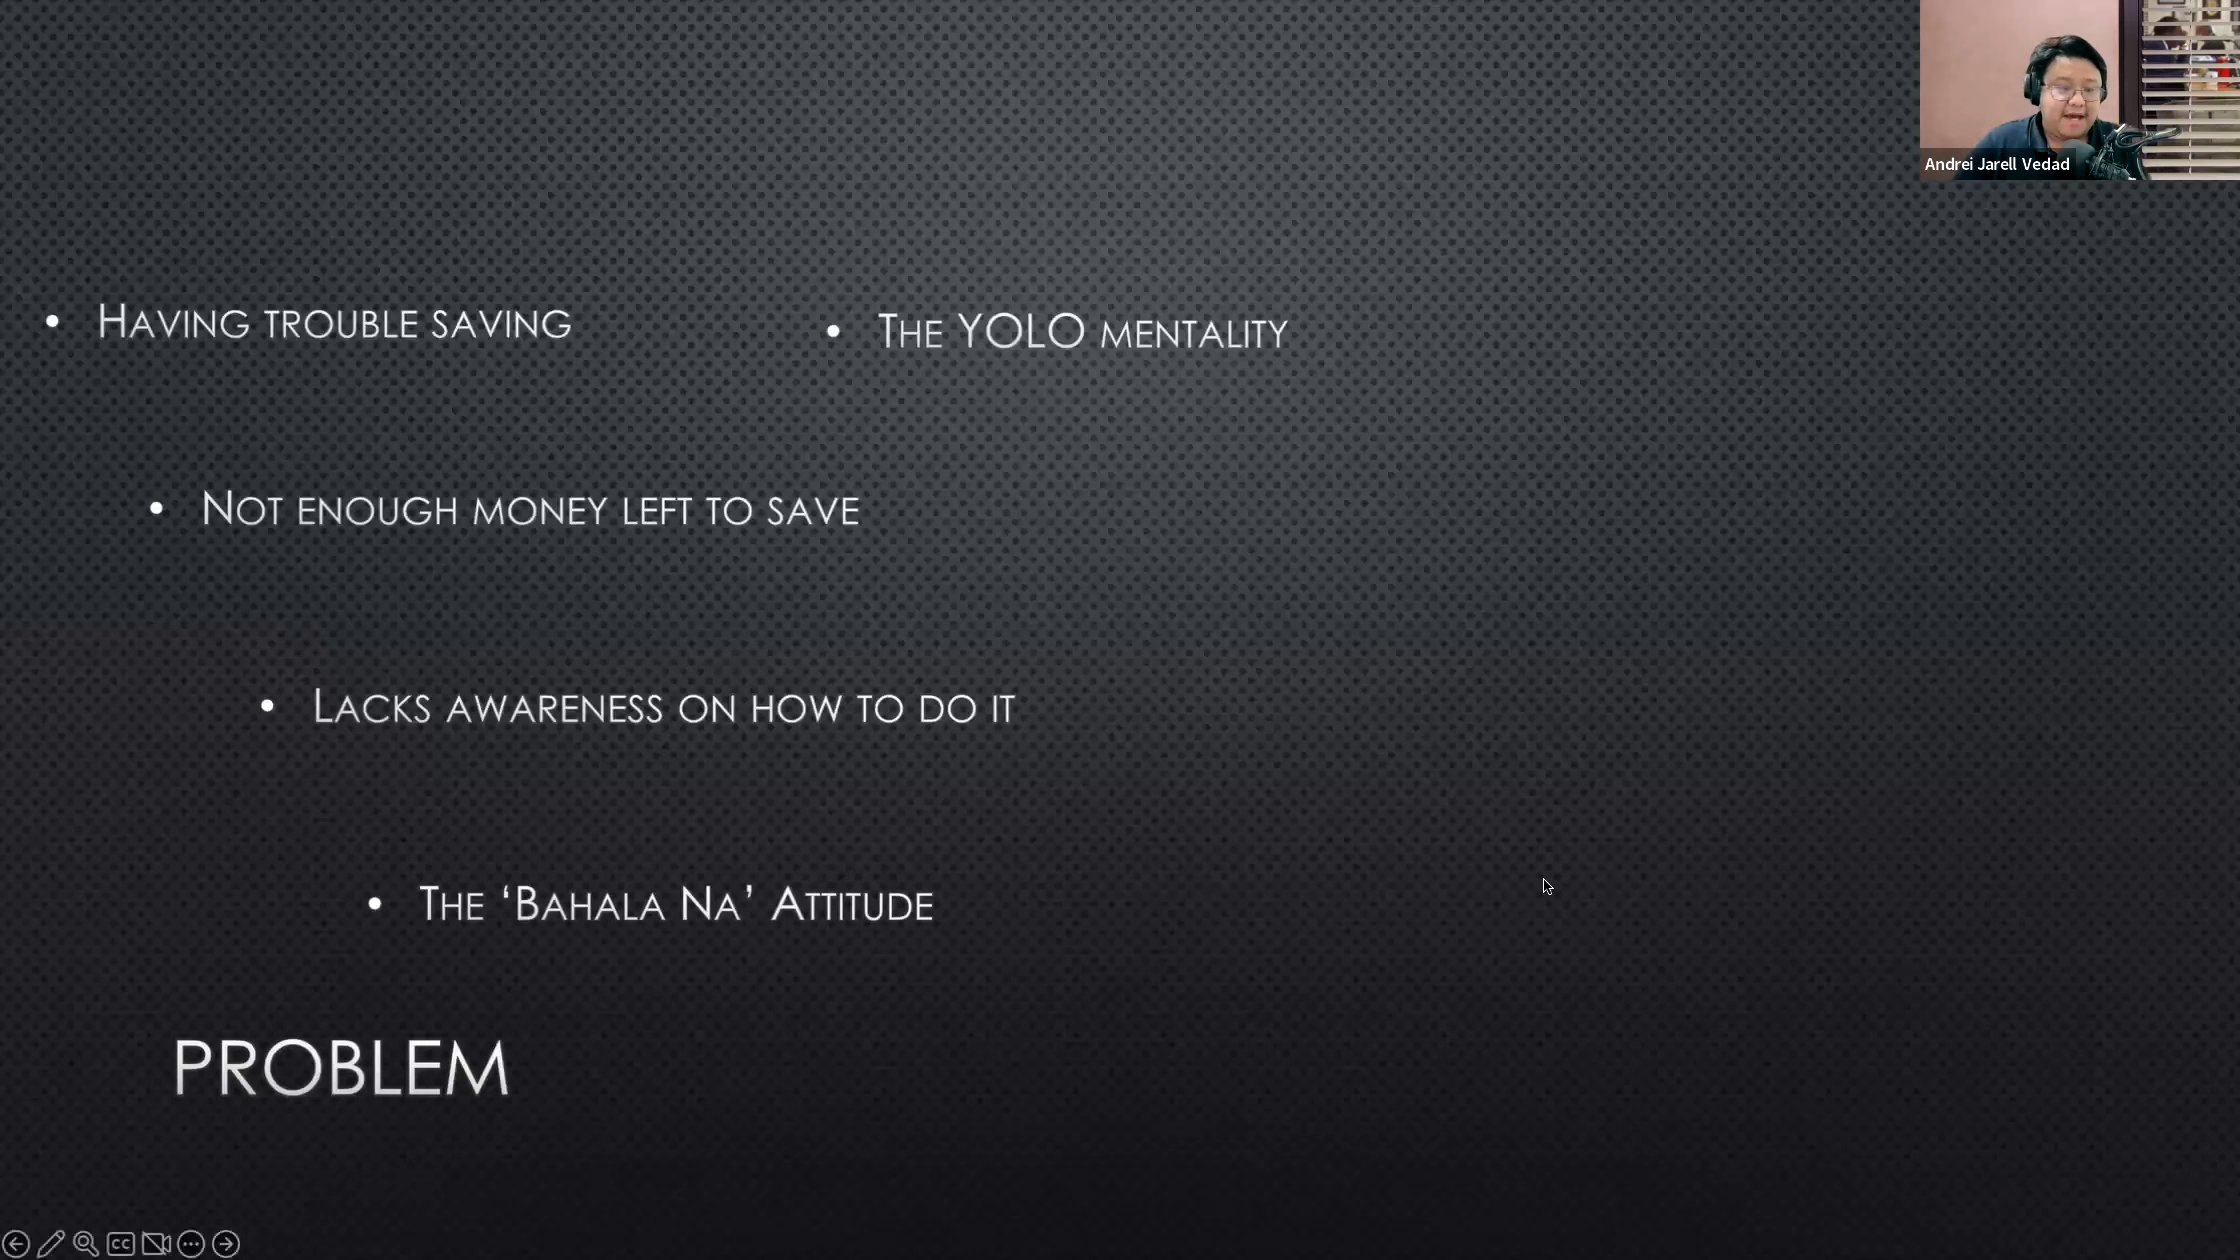 Andrei Jarell Vedad
• Having trouble saving
• The YOLO mentality
• Not enough money left to save
• Lacks awareness on how to do it
• The ‘Bahala Na’ Attitude
PROBLEM
CC